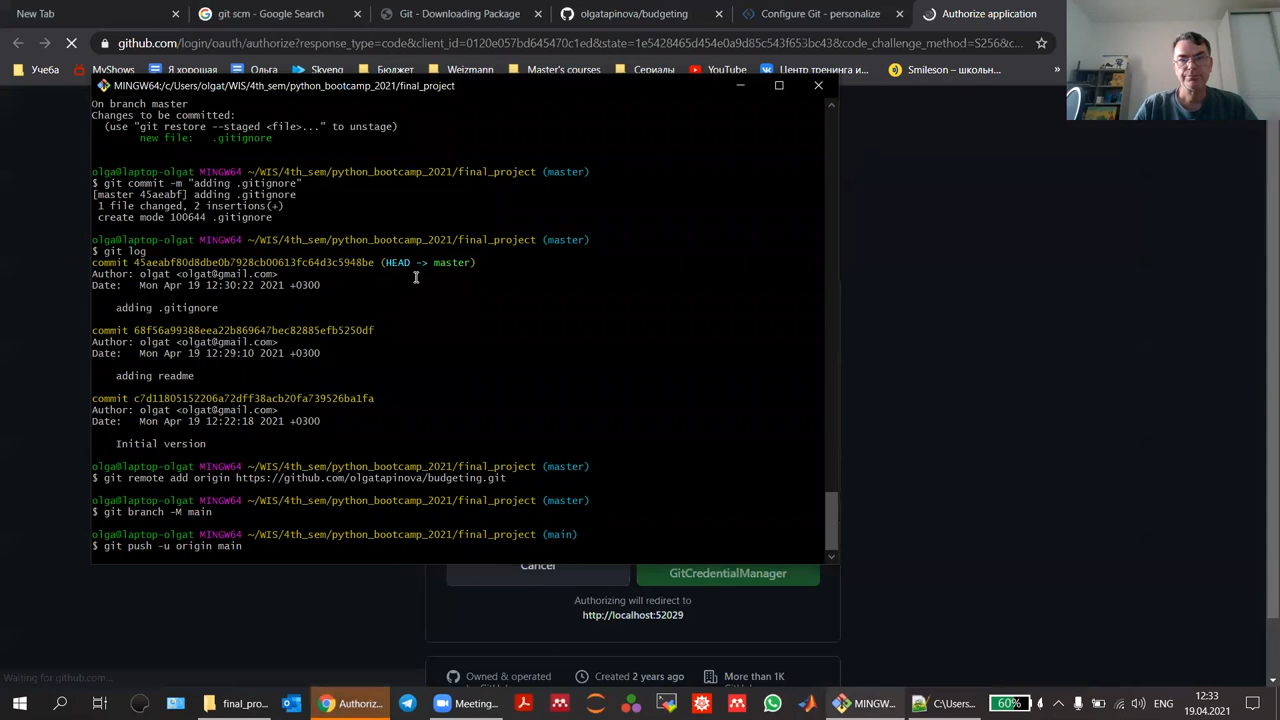 New Tab
git scm - Google Search
Git - Downloading Package
olgatapinova/budgeting
Configure Git - personalize
Authorize application
github.com/login/oauth/authorize?response_type=code&client_id=0120e057bd645470c1ed&state=1e5428465d454e0a9d85c543f653bc43&code_challenge_method=S256&c...
Учеба
MyShows
Я хорошая
Ольга
Skyeng
Бюджет
Weizmann
Master's courses
Сериалы
YouTube
Центр тренинга и...
Smileson – школьн...
»
MINGW64:/c/Users/olgat/WIS/4th_sem/python_bootcamp_2021/final_project
On branch master
Changes to be committed:
(use "git restore --staged <file>..." to unstage)
new file: .gitignore
olga@laptop-olgat MINGW64 ~/WIS/4th_sem/python_bootcamp_2021/final_project (master)
$ git commit -m "adding .gitignore"
[master 45aeabf] adding .gitignore
1 file changed, 2 insertions(+)
create mode 100644 .gitignore
olga@laptop-olgat MINGW64 ~/WIS/4th_sem/python_bootcamp_2021/final_project (master)
$ git log
commit 45aeabf80d8dbe0b7928cb00613fc64d3c5948be (HEAD -> master)
Author: olgat <olgat@gmail.com>
Date: Mon Apr 19 12:30:22 2021 +0300
adding .gitignore
commit 68f56a99388eea22b869647bec82885efb5250df
Author: olgat <olgat@gmail.com>
Date: Mon Apr 19 12:29:10 2021 +0300
adding readme
commit c7d11805152206a72dff38acb20fa739526ba1fa
Author: olgat <olgat@gmail.com>
Date: Mon Apr 19 12:22:18 2021 +0300
Initial version
olga@laptop-olgat MINGW64 ~/WIS/4th_sem/python_bootcamp_2021/final_project (master)
$ git remote add origin https://github.com/olgatapinova/budgeting.git
olga@laptop-olgat MINGW64 ~/WIS/4th_sem/python_bootcamp_2021/final_project (master)
$ git branch -M main
olga@laptop-olgat MINGW64 ~/WIS/4th_sem/python_bootcamp_2021/final_project (main)
$ git push -u origin main
Cancel
GitCredentialManager
Authorizing will redirect to
http://localhost:52029
Owned & operated
Created 2 years ago
More than 1K
Waiting for github.com...
final_pro...
Authoriz...
Meeting...
MINGW...
C:\Users...
60%
ENG
12:33
19.04.2021